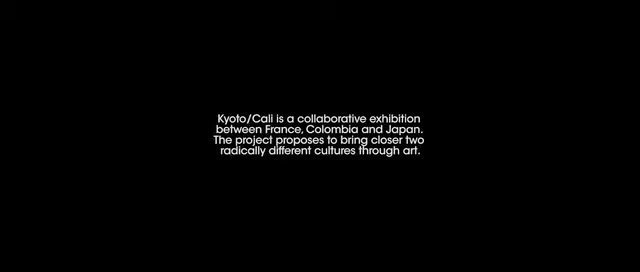 Kyoto/Cali is a collaborative exhibition
between France, Colombia and Japan.
The project proposes to bring closer two
radically different cultures through art.